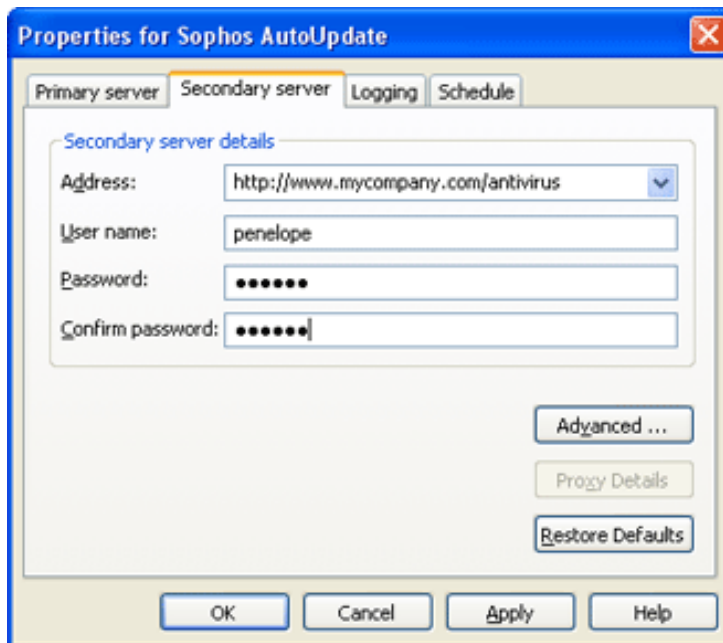 Properties for Sophos AutoUpdate
Primary server Secondary server Logging Schedule
Secondary server details
Address: http://www.mycompany.com/antivirus
User name: penelope
Password: ●●●●●●
Confirm password: ●●●●●●
Advanced ...
Proxy Details
Restore Defaults
OK Cancel Apply Help